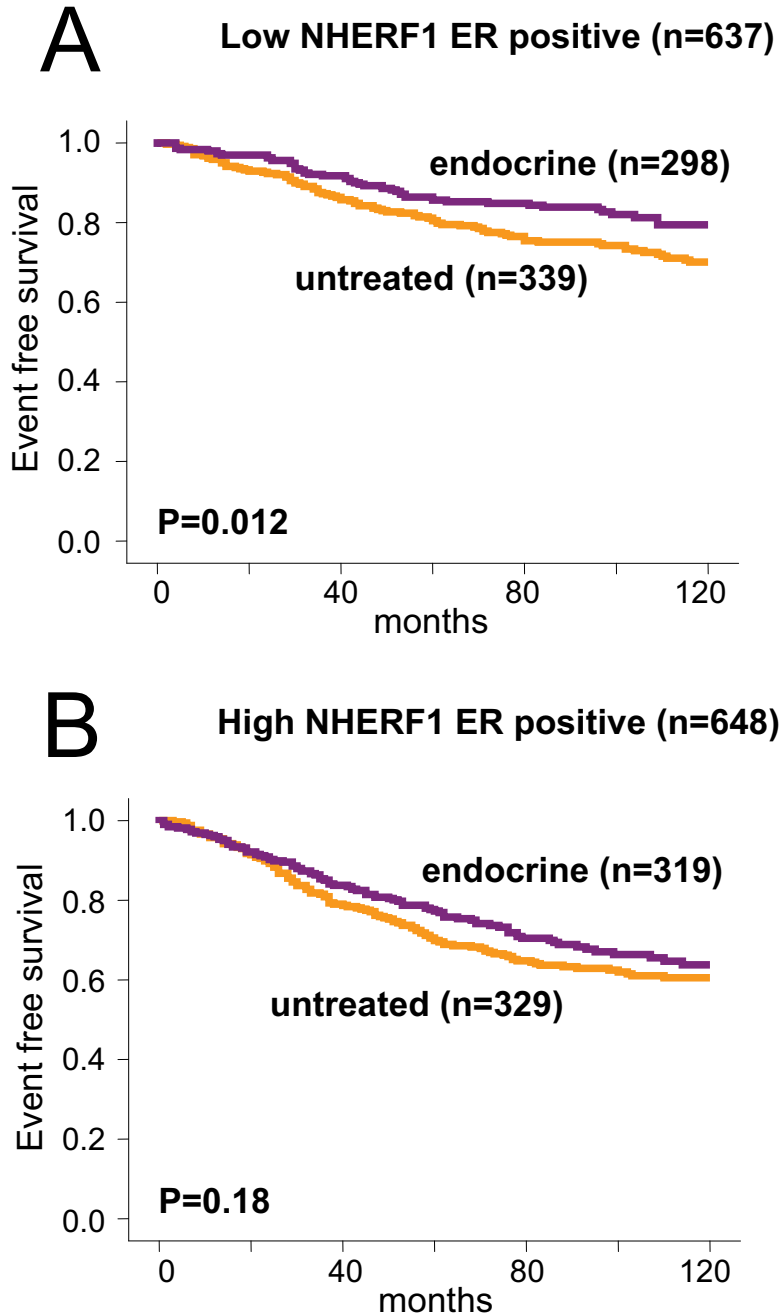 A
Low NHERF1 ER positive (n=637)
1.0
0.8
0.6
0.4
0.2
0.0
Event free survival
endocrine (n=298)
untreated (n=339)
P=0.012
0 40 80 120
months
B
High NHERF1 ER positive (n=648)
1.0
0.8
0.6
0.4
0.2
0.0
Event free survival
endocrine (n=319)
untreated (n=329)
P=0.18
0 40 80 120
months